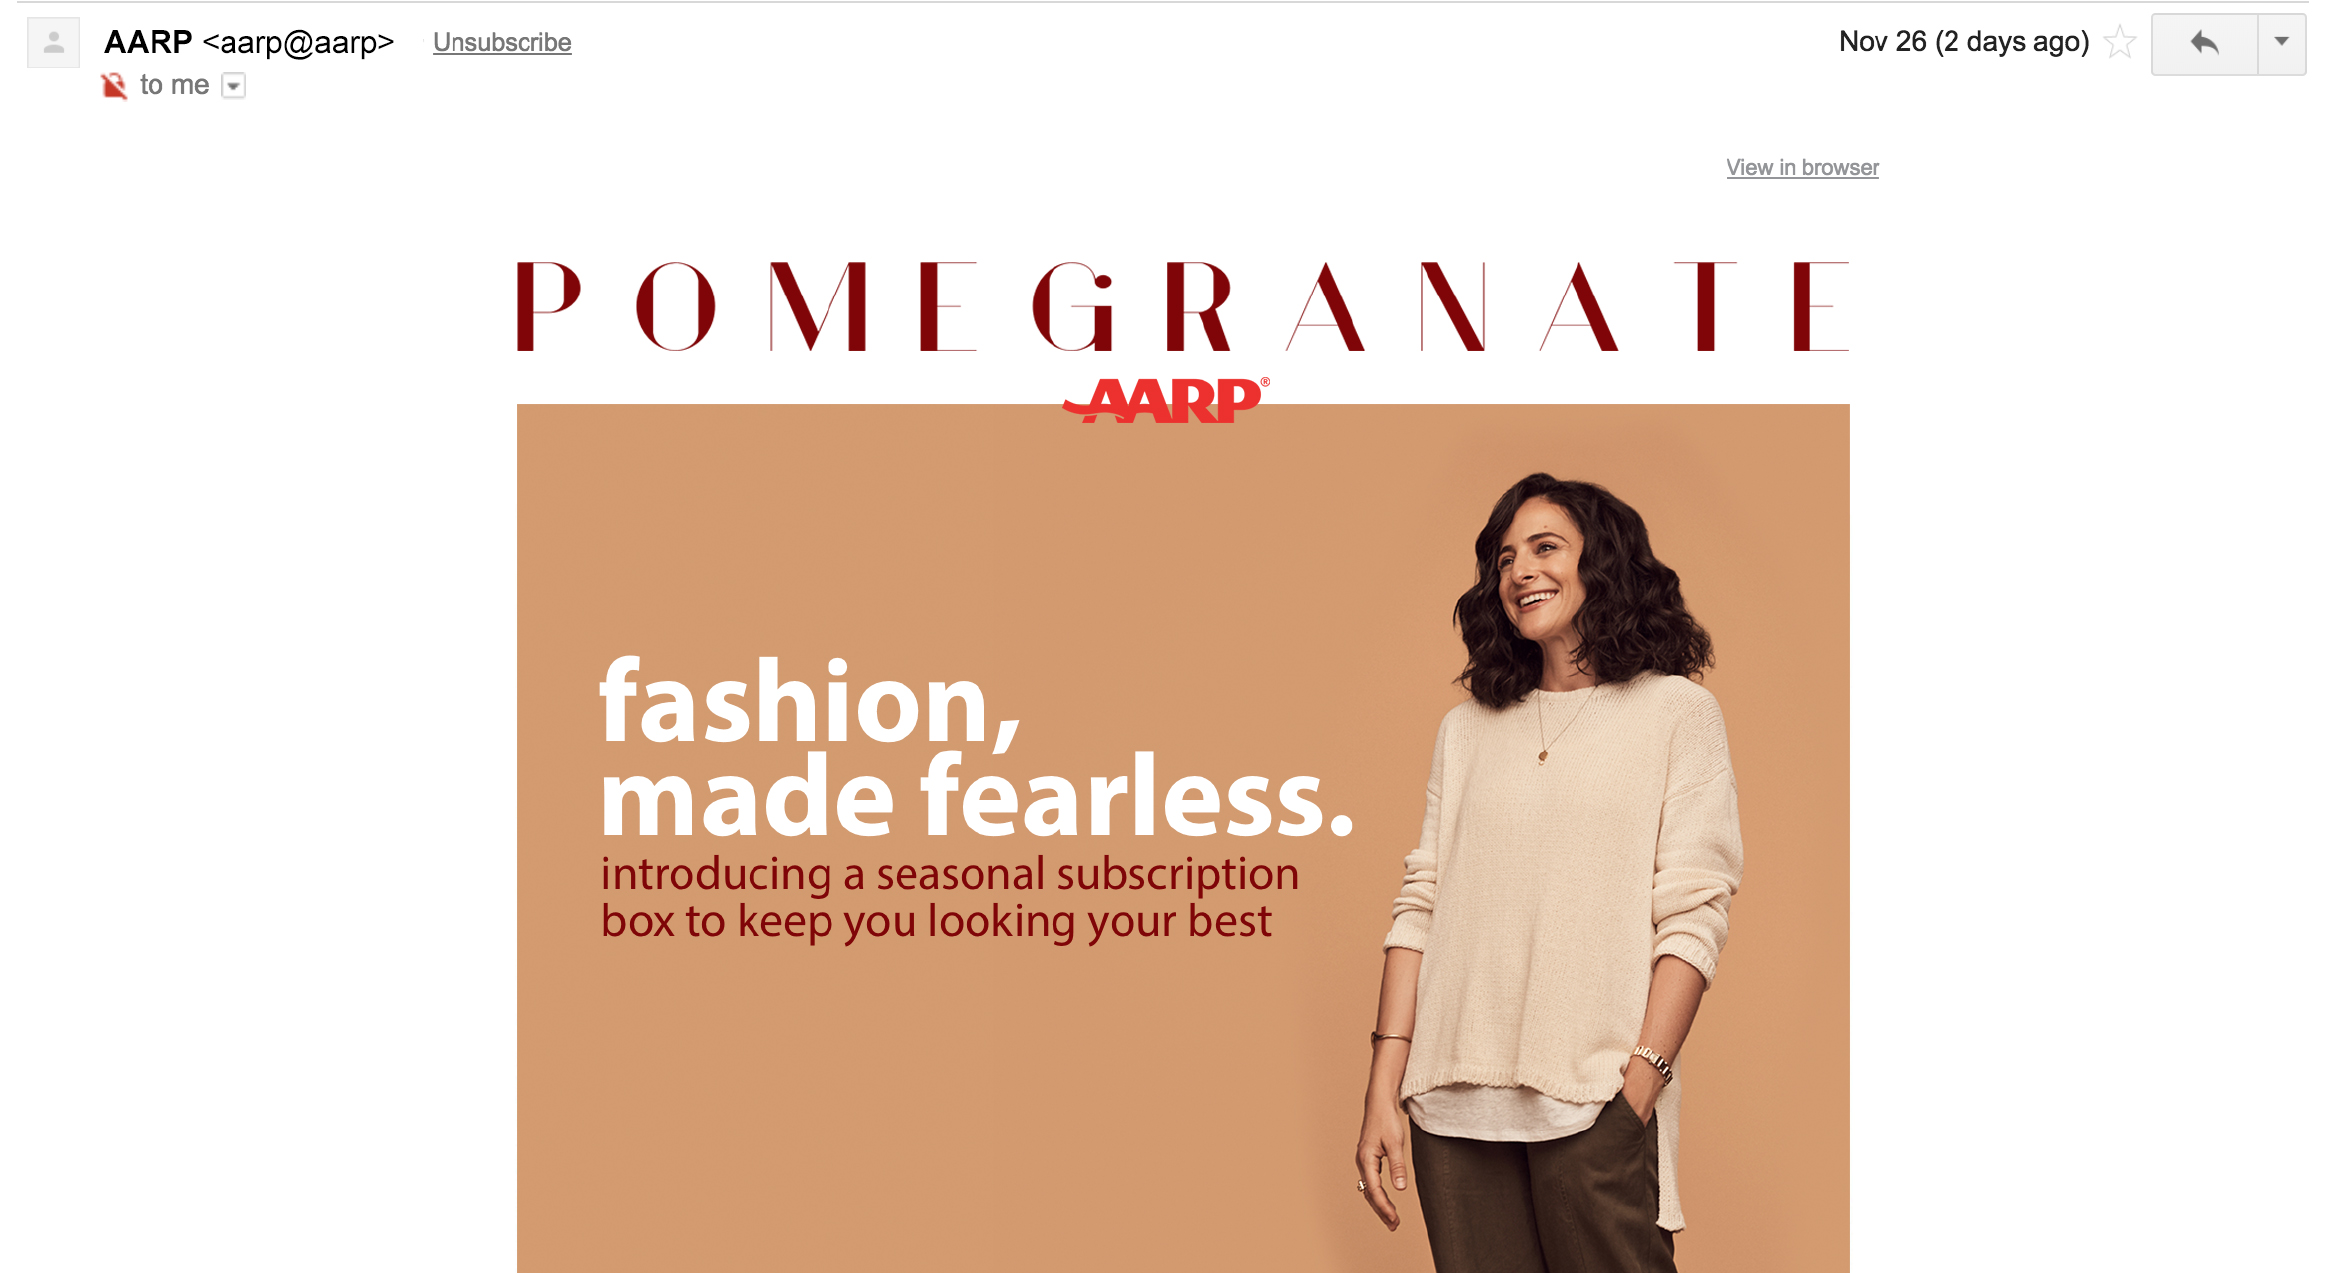 AARP <aarp@aarp> Unsubscribe Nov 26 (2 days ago)
to me
View in browser
POMEGRANATE
AARP®
fashion,
made fearless.
introducing a seasonal subscription
box to keep you looking your best